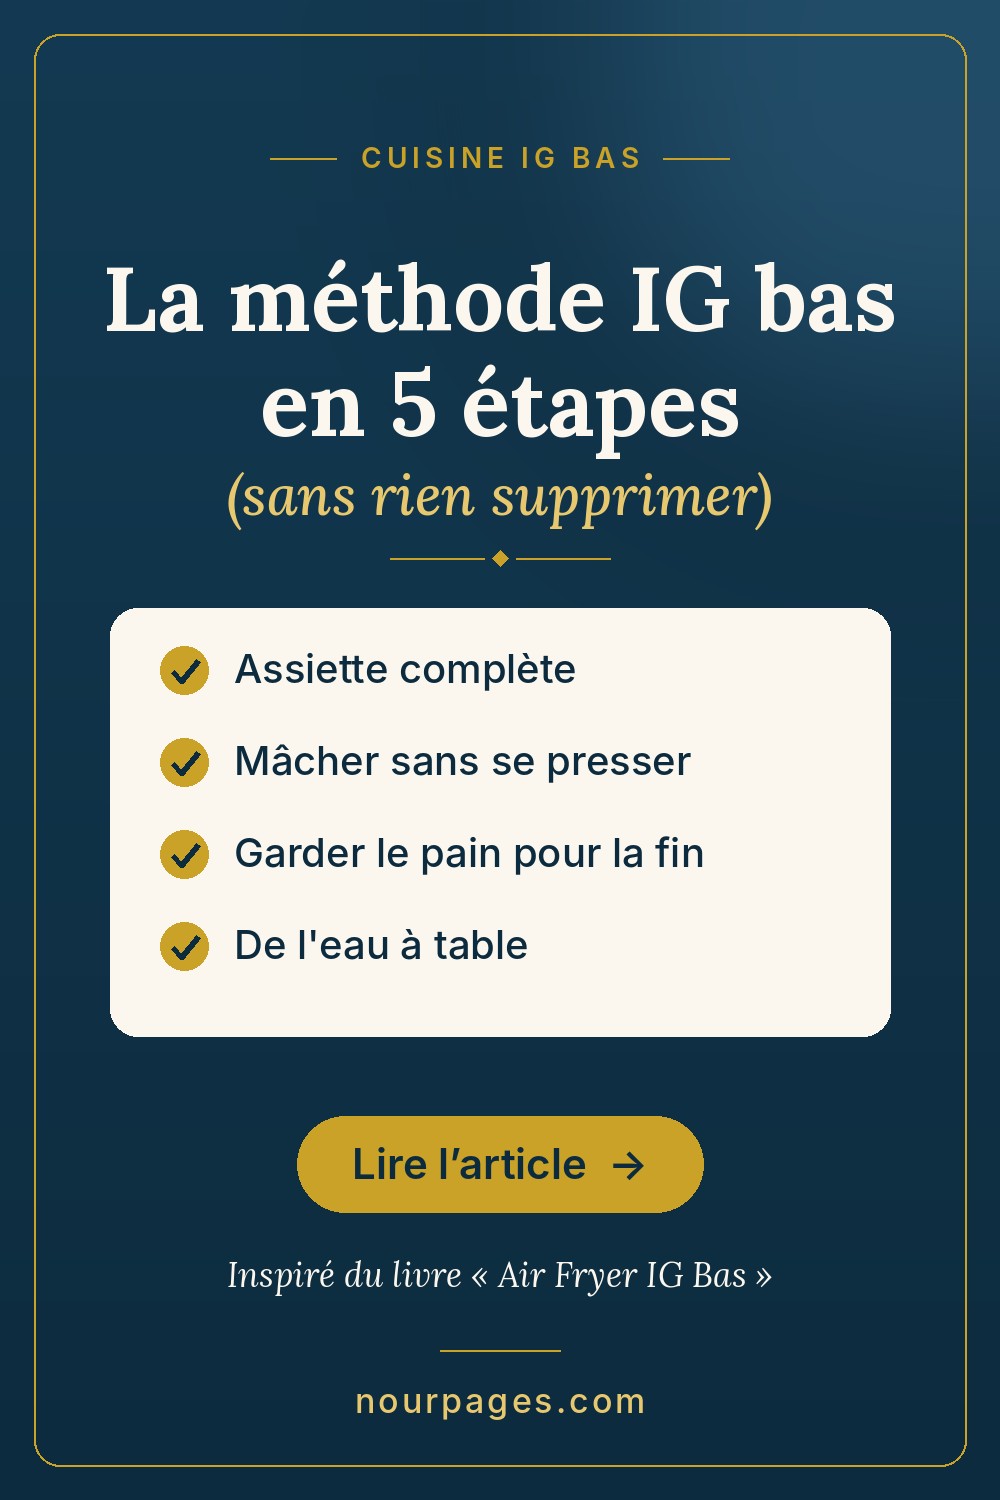 CUISINE IG BAS
La méthode IG bas
en 5 étapes
(sans rien supprimer)
Assiette complète
Mâcher sans se presser
Garder le pain pour la fin
De l'eau à table
Lire l’article →
Inspiré du livre « Air Fryer IG Bas »
nourpages.com